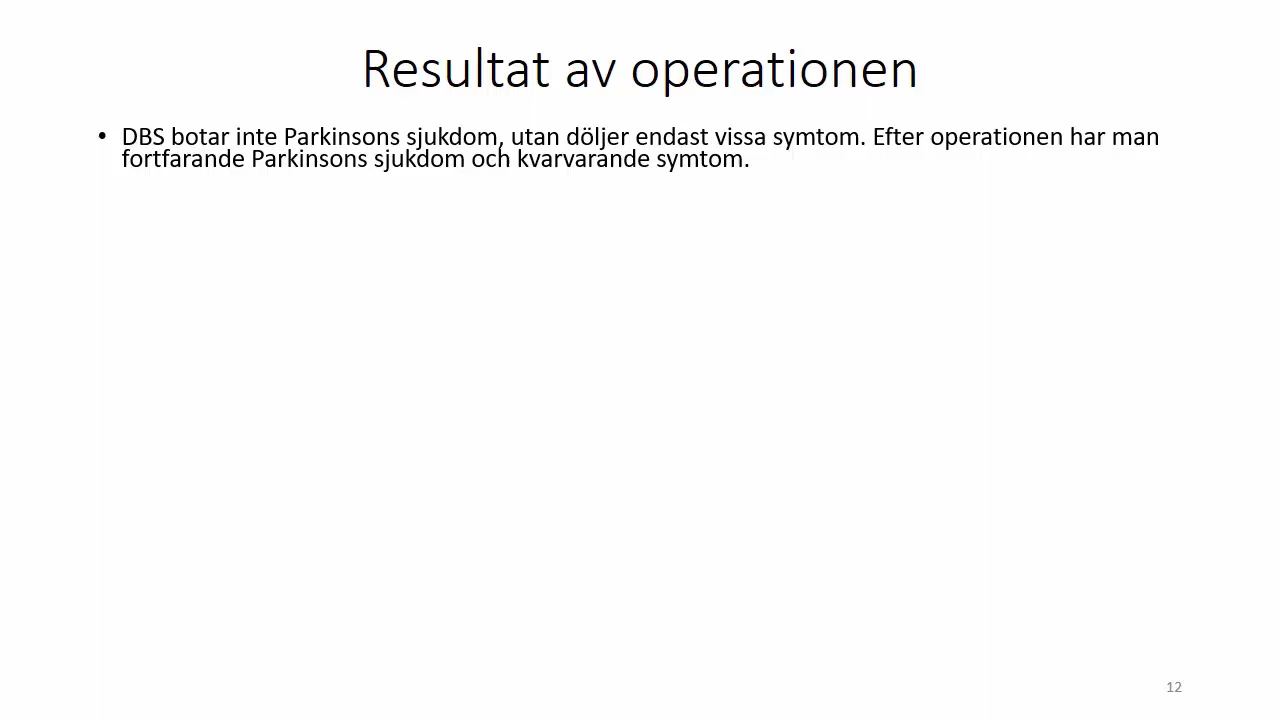 Resultat av operationen
• DBS botar inte Parkinsons sjukdom, utan döljer endast vissa symtom. Efter operationen har man
fortfarande Parkinsons sjukdom och kvarvarande symtom.
12